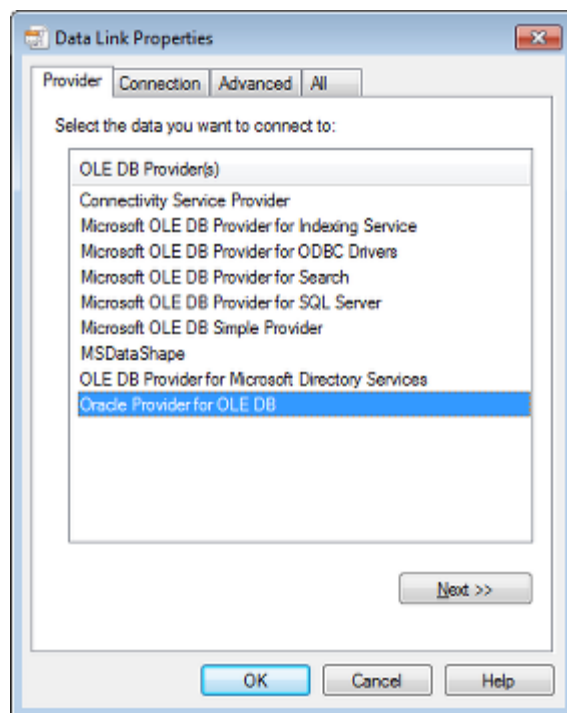 Data Link Properties
Provider Connection Advanced All
Select the data you want to connect to:
OLE DB Provider(s)
Connectivity Service Provider
Microsoft OLE DB Provider for Indexing Service
Microsoft OLE DB Provider for ODBC Drivers
Microsoft OLE DB Provider for Search
Microsoft OLE DB Provider for SQL Server
Microsoft OLE DB Simple Provider
MSDataShape
OLE DB Provider for Microsoft Directory Services
Oracle Provider for OLE DB
Next >>
OK Cancel Help